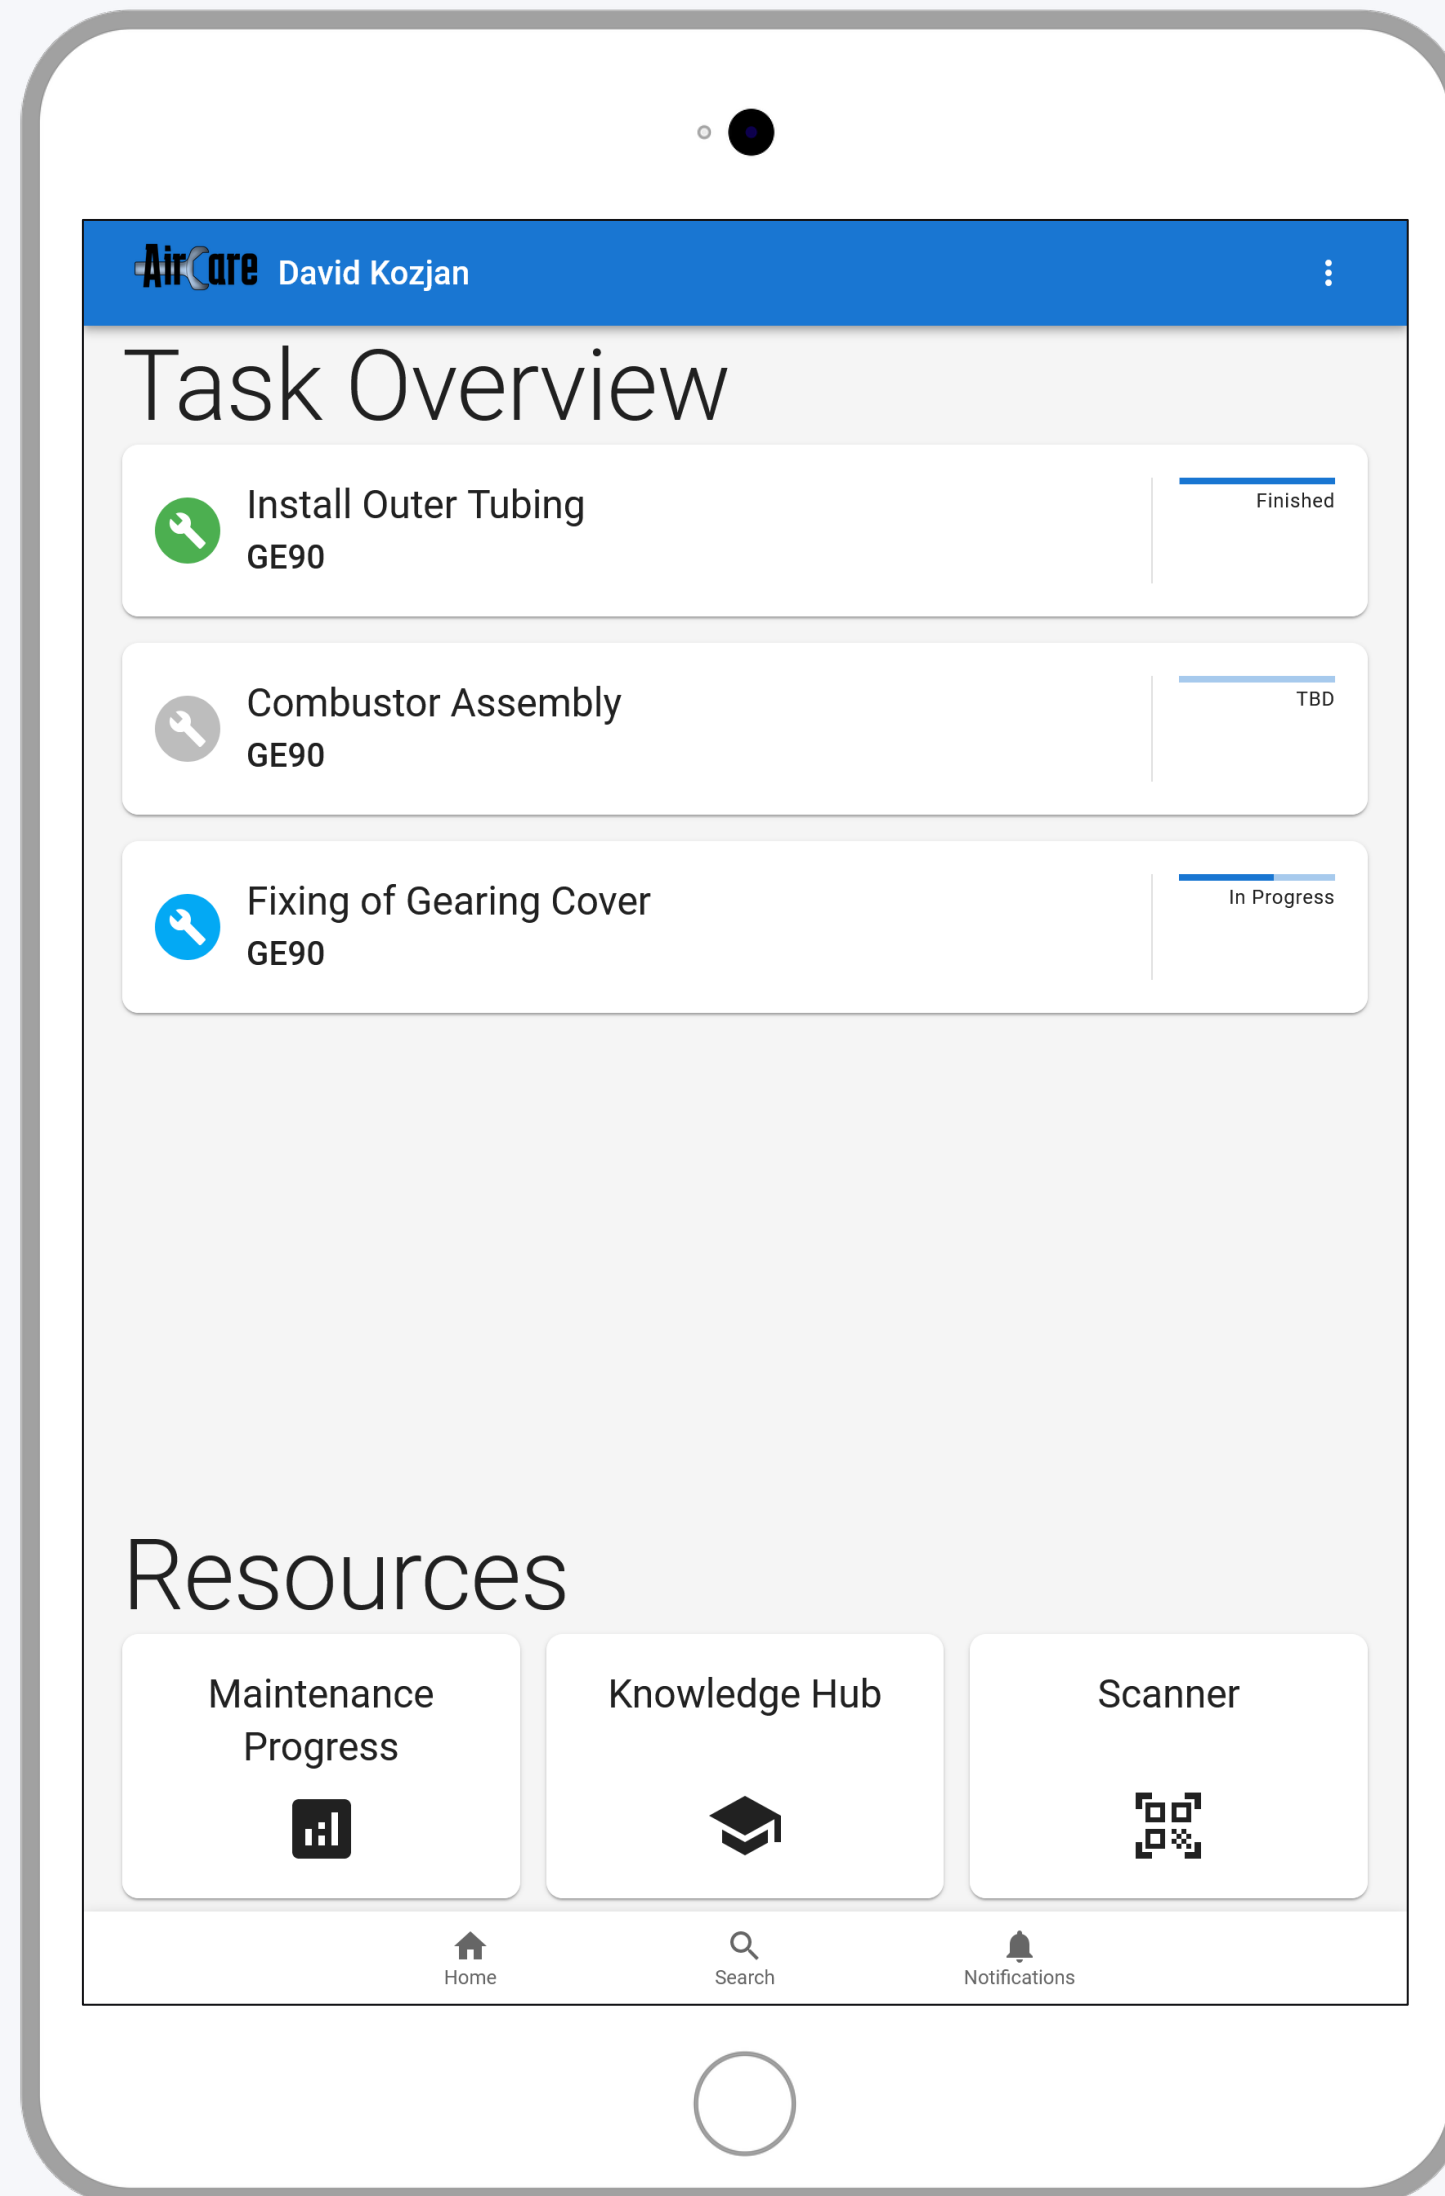 AirCare David Kozjan
Task Overview
Install Outer Tubing
GE90
Finished
Combustor Assembly
GE90
TBD
Fixing of Gearing Cover
GE90
In Progress
Resources
Maintenance
Progress
Knowledge Hub
Scanner
Home
Search
Notifications